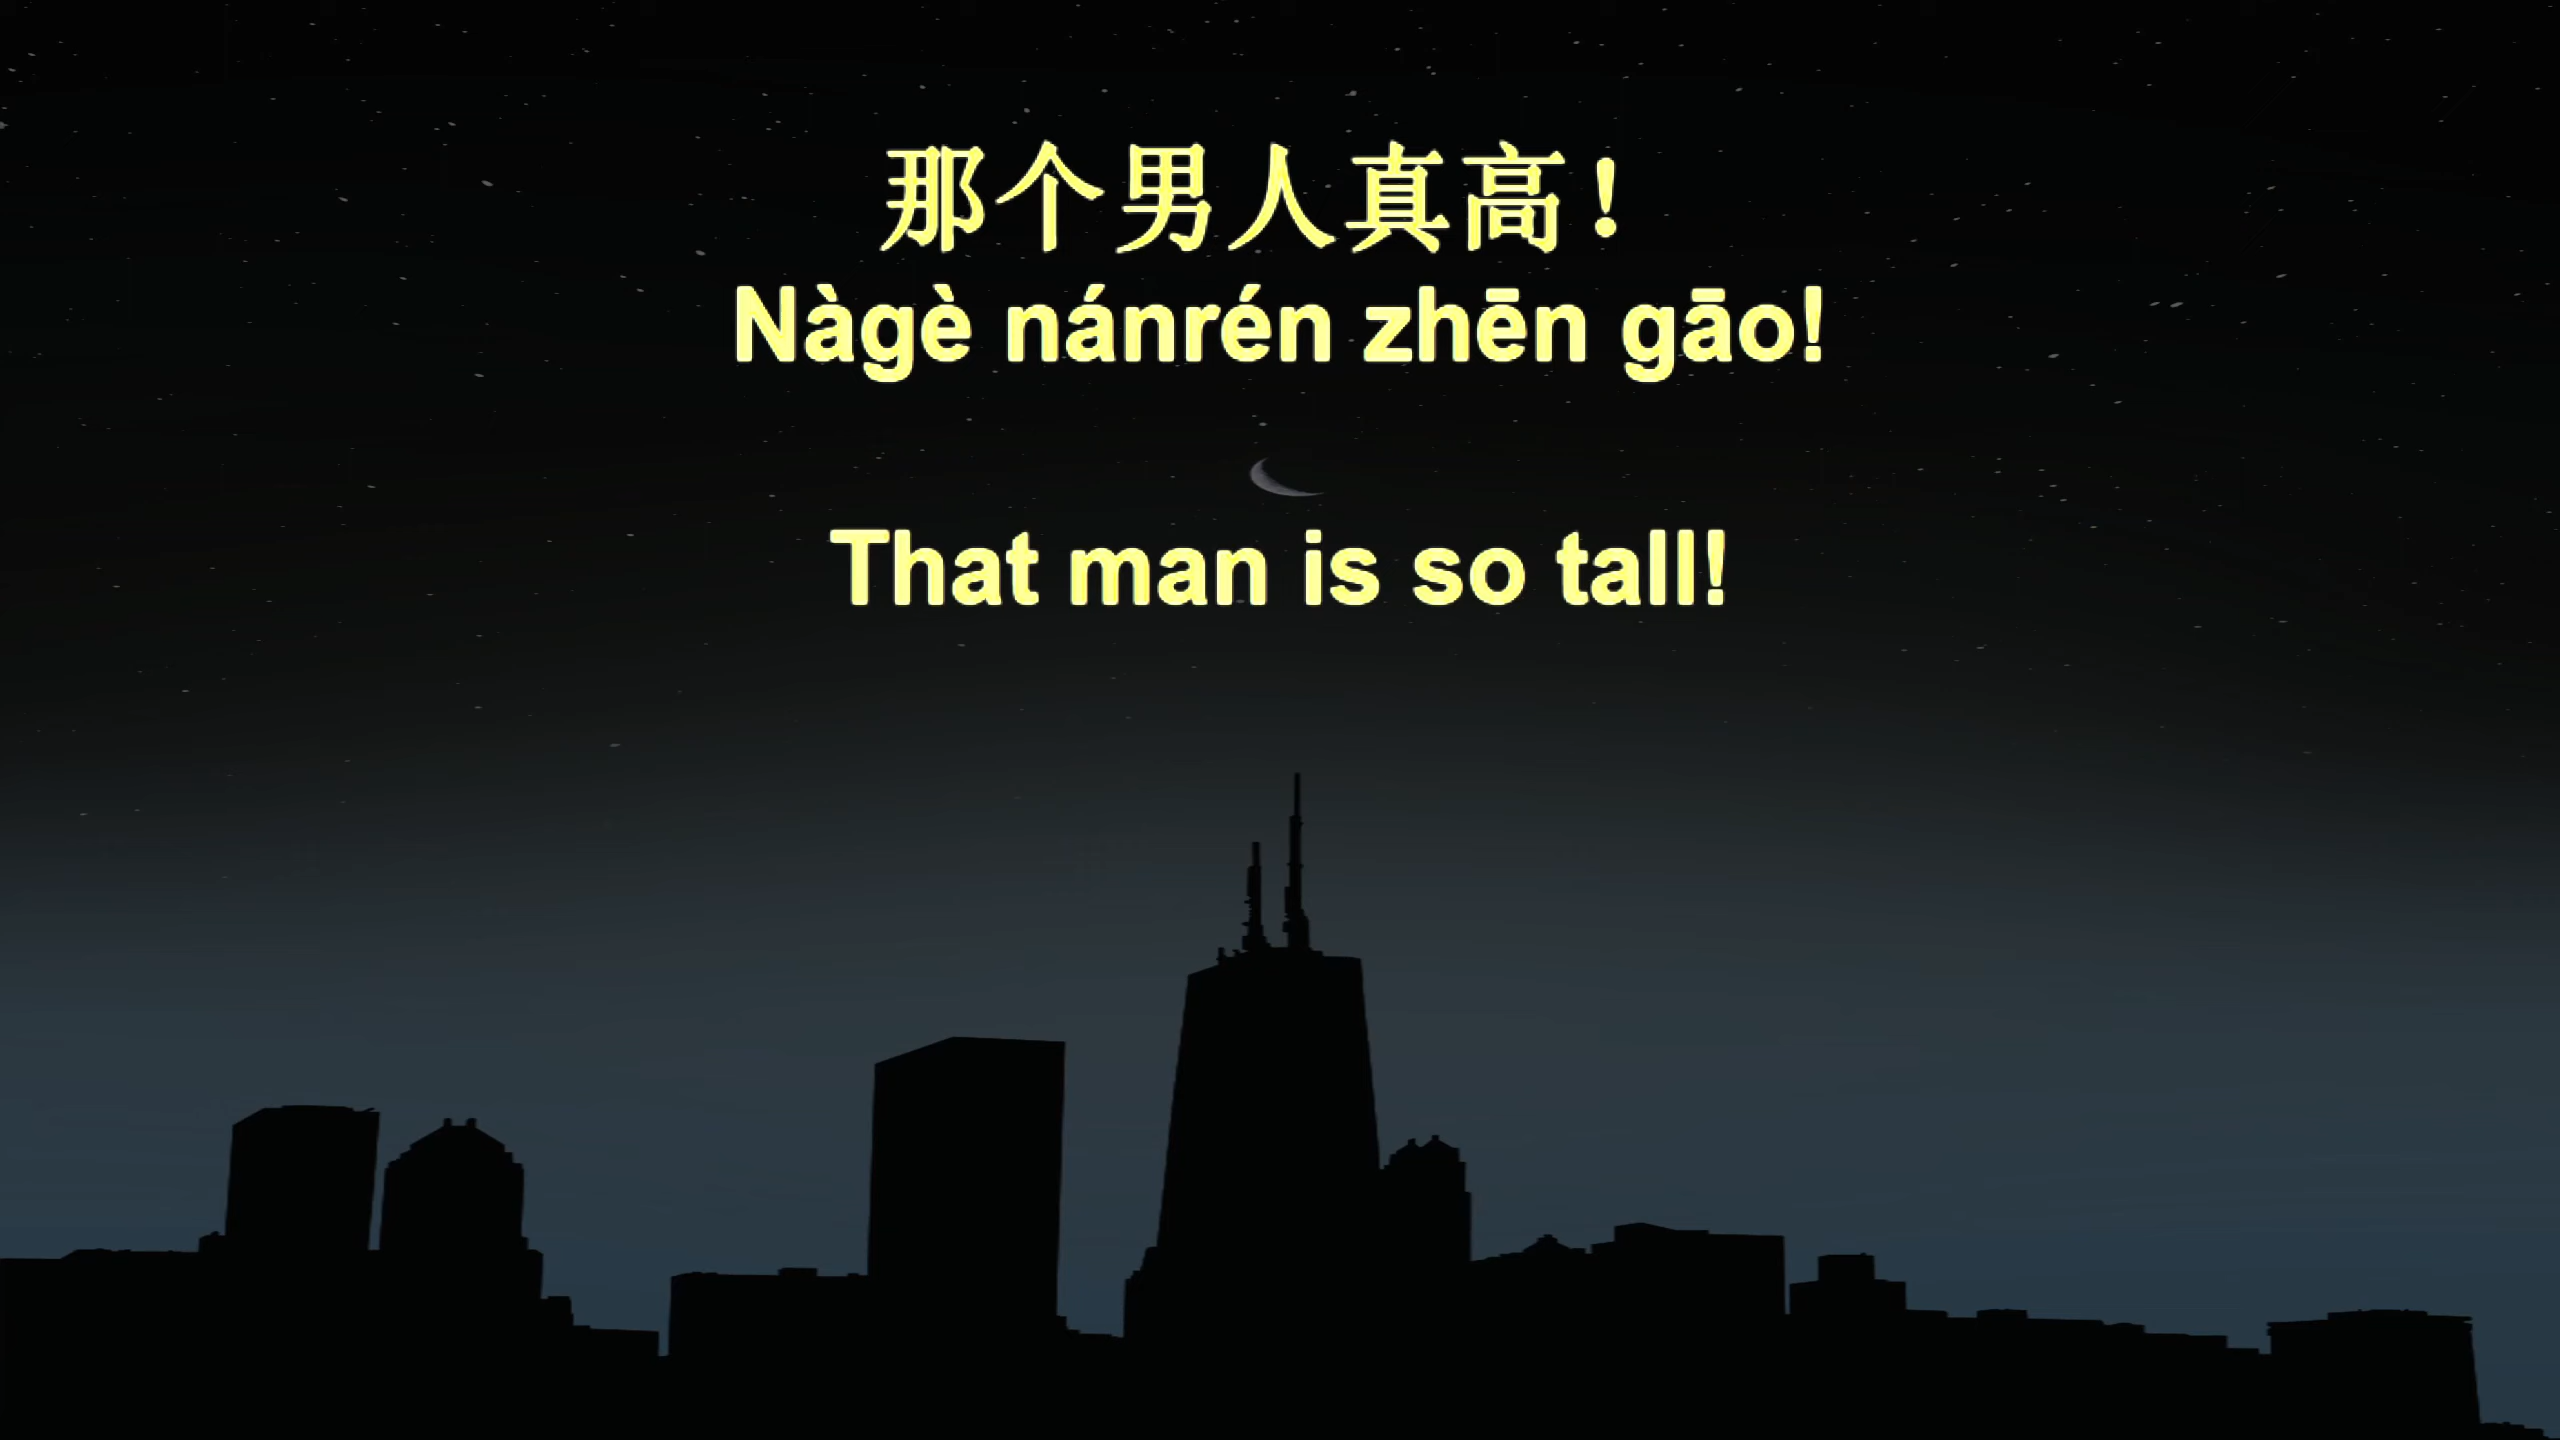 那个男人真高！
Nàgè nánrén zhēn gāo!
That man is so tall!